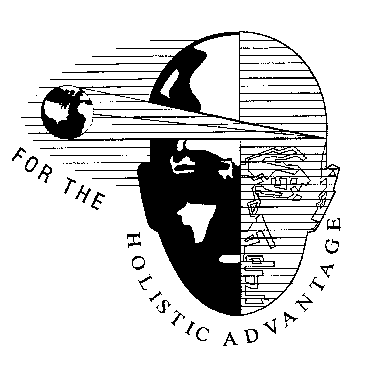 FOR THE
HOLISTIC ADVANTAGE